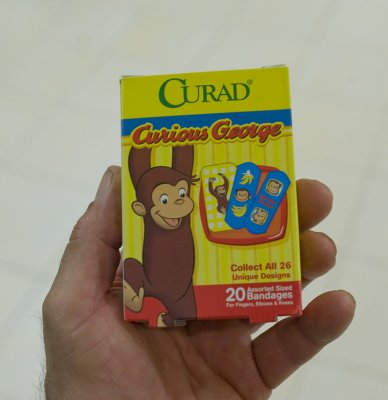 CURAD®
Curious George
Collect All 26
Unique Designs
20 Assorted Sized
Bandages
For Fingers, Elbows & Knees